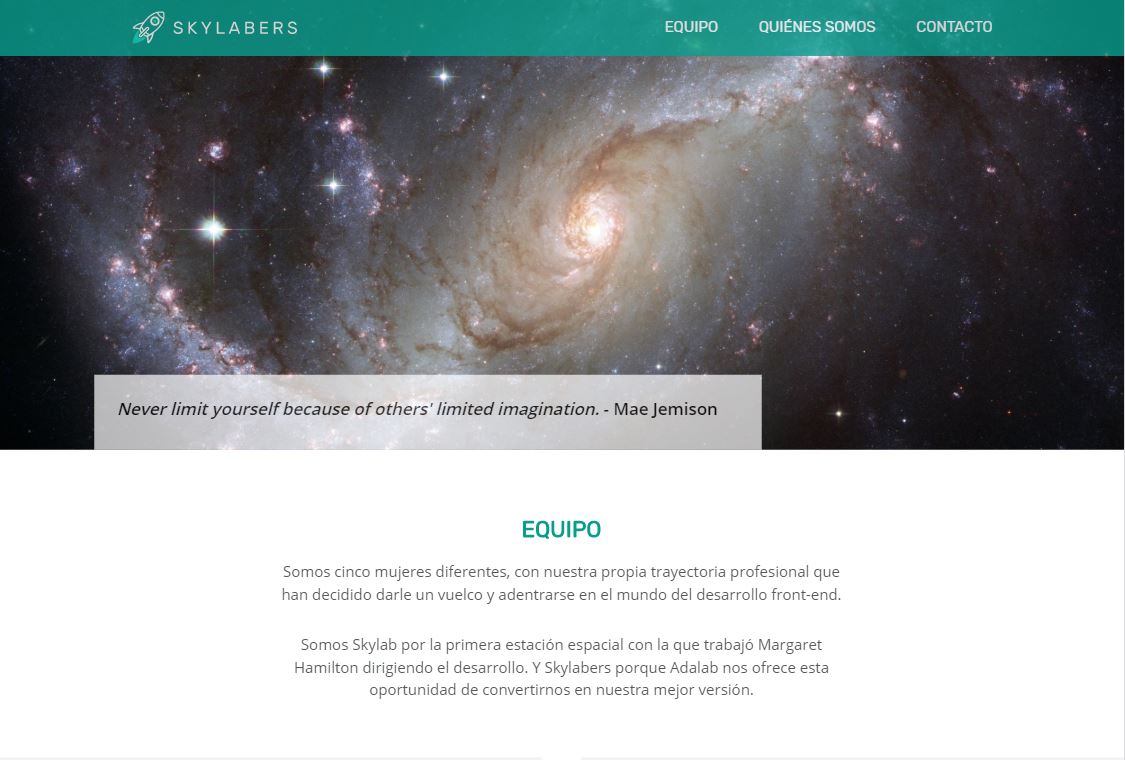 SKYLABERS
EQUIPO QUIÉNES SOMOS CONTACTO
Never limit yourself because of others' limited imagination. - Mae Jemison
EQUIPO
Somos cinco mujeres diferentes, con nuestra propia trayectoria profesional que
han decidido darle un vuelco y adentrarse en el mundo del desarrollo front-end.
Somos Skylab por la primera estación espacial con la que trabajó Margaret
Hamilton dirigiendo el desarrollo. Y Skylabers porque Adalab nos ofrece esta
oportunidad de convertirnos en nuestra mejor versión.